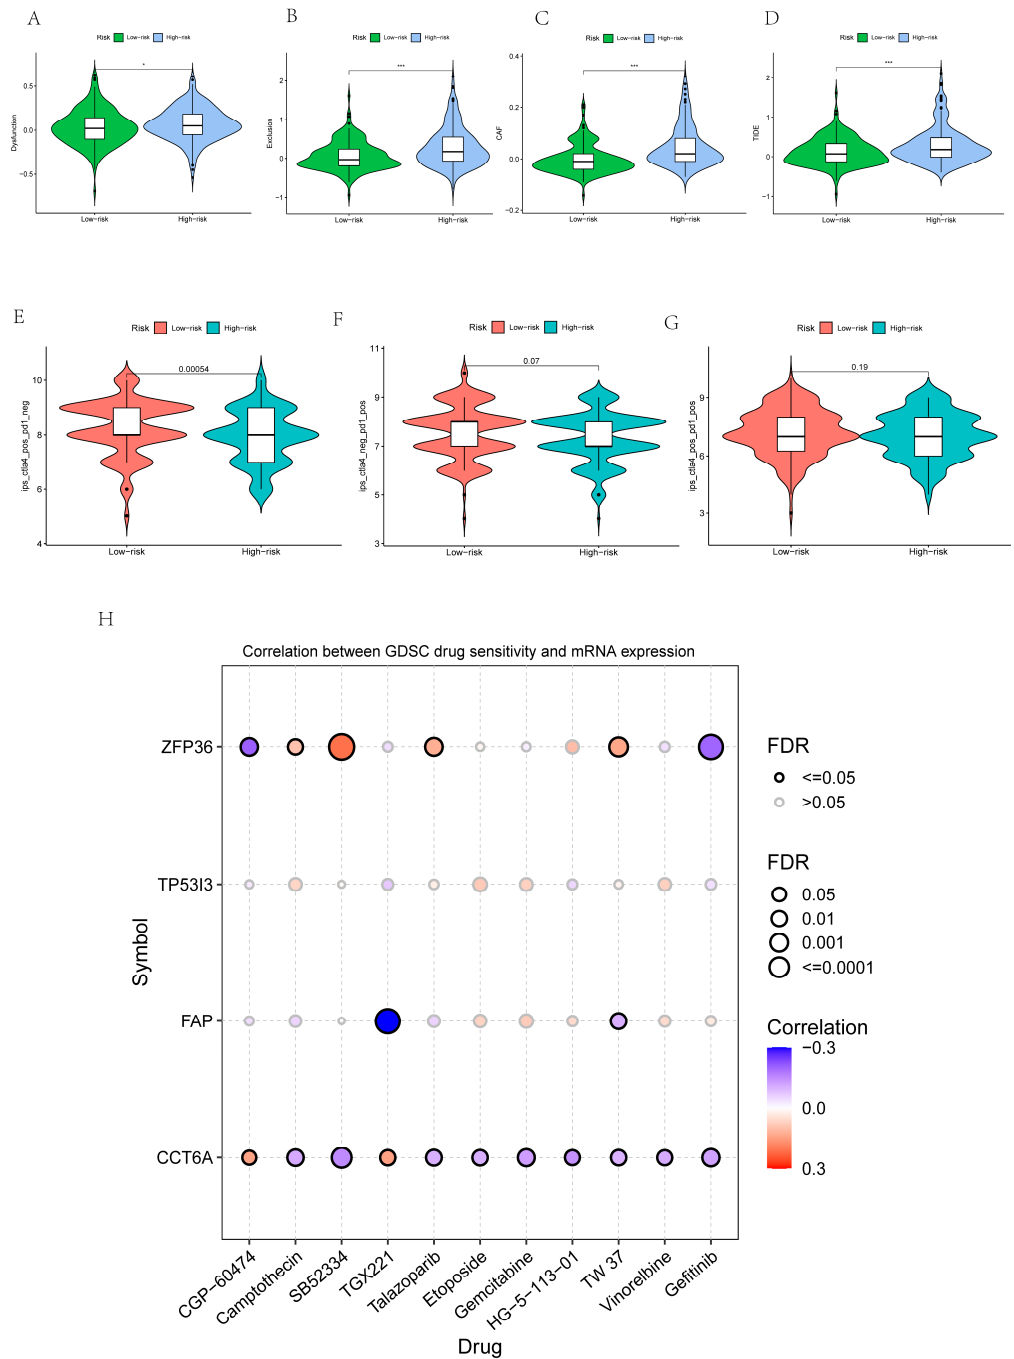 A
B
C
D
Risk Low-risk High-risk
Risk Low-risk High-risk
Risk Low-risk High-risk
Risk Low-risk High-risk
*
***
***
***
Dysfunction
0.5
0.0
-0.5
Low-risk High-risk
Exclusion
2
1
0
-1
Low-risk High-risk
CAF
0.4
0.2
0.0
-0.2
Low-risk High-risk
TIDE
2
1
0
-1
Low-risk High-risk
E
F
G
Risk Low-risk High-risk
Risk Low-risk High-risk
Risk Low-risk High-risk
0.00054
0.07
0.19
ips_ctla4_pos_pd1_neg
10
8
6
4
Low-risk High-risk
ips_ctla4_neg_pd1_pos
11
9
7
5
3
Low-risk High-risk
ips_ctla4_pos_pd1_pos
9
6
3
Low-risk High-risk
H
Correlation between GDSC drug sensitivity and mRNA expression
Symbol
ZFP36
TP53I3
FAP
CCT6A
CGP-60474
Camptothecin
SB52334
TGX221
Talazoparib
Etoposide
Gemcitabine
HG-5-113-01
TW 37
Vinorelbine
Gefitinib
Drug
FDR
<=0.05
>0.05
FDR
0.05
0.01
0.001
<=0.0001
Correlation
-0.3
0.0
0.3